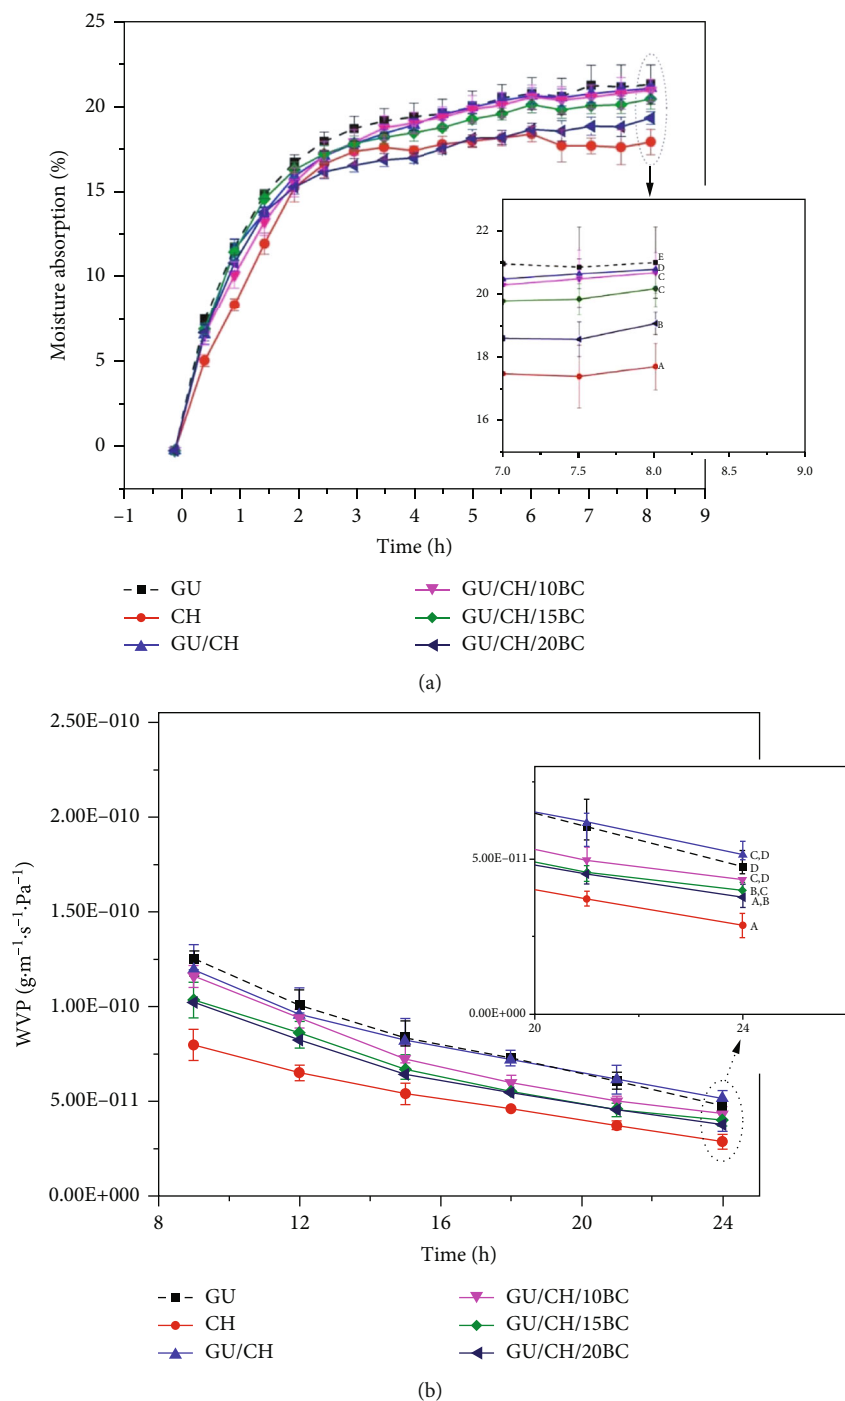 25
20
15
10
5
0
Moisture absorption (%)
22
20
18
16
E
D
C
C
B
A
7.0 7.5 8.0 8.5 9.0
−1 0 1 2 3 4 5 6 7 8 9
Time (h)
GU
CH
GU/CH
GU/CH/10BC
GU/CH/15BC
GU/CH/20BC
(a)
2.50E−010
2.00E−010
1.50E−010
1.00E−010
5.00E−011
0.00E+000
WVP (g·m⁻¹·s⁻¹·Pa⁻¹)
5.00E−011
0.00E+000
C,D
D
C,D
B,C
A,B
A
20 22 24
8 12 16 20 24
Time (h)
GU
CH
GU/CH
GU/CH/10BC
GU/CH/15BC
GU/CH/20BC
(b)